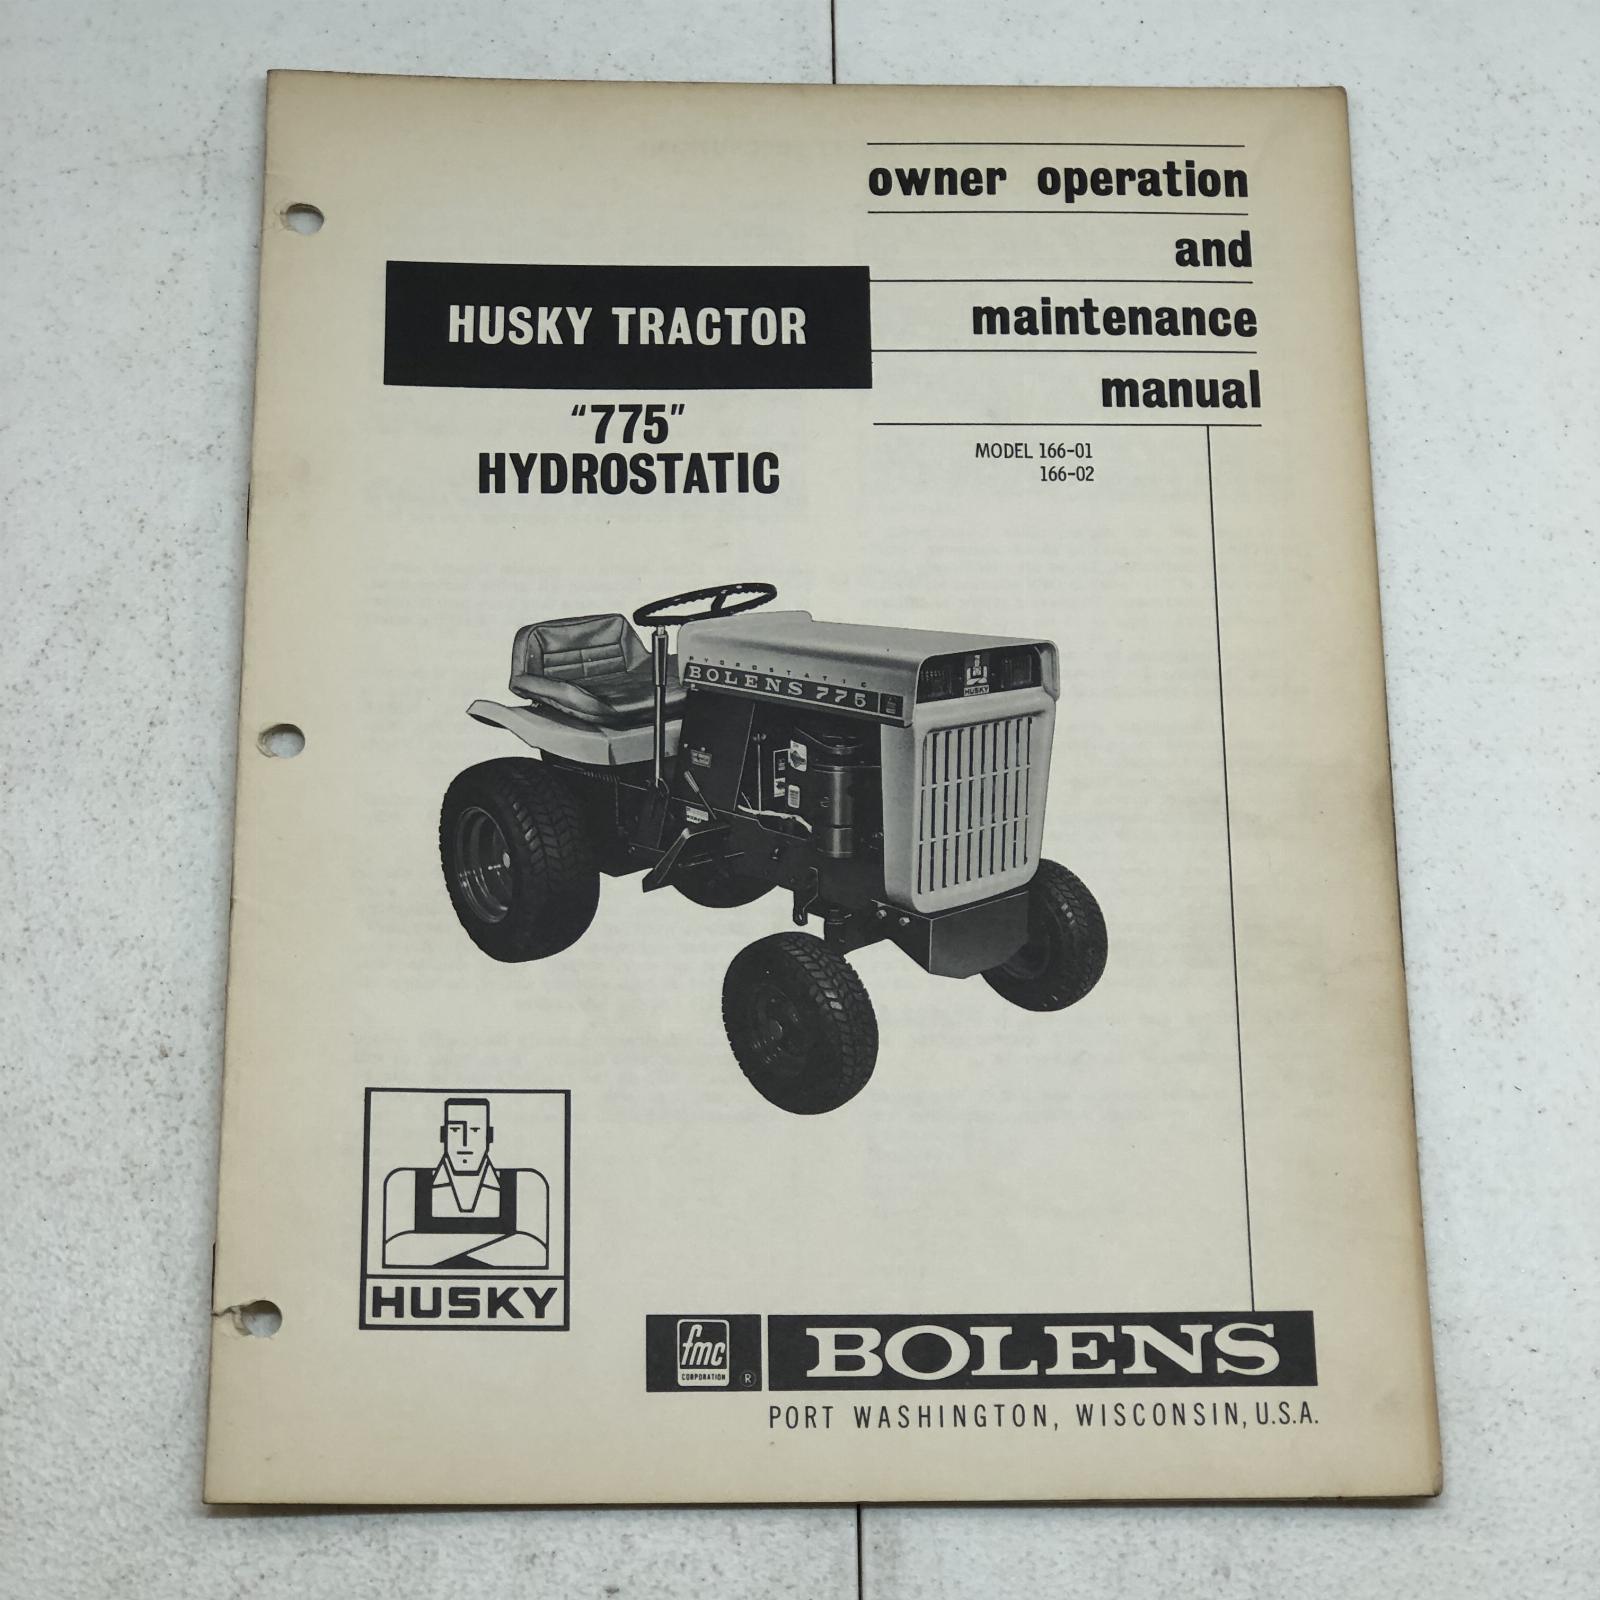 owner operation
and
maintenance
manual
HUSKY TRACTOR
"775"
HYDROSTATIC
MODEL 166-01
166-02
HYDROSTATIC
BOLENS 775
HUSKY
HUSKY
fmc
CORPORATION
®
BOLENS
PORT WASHINGTON, WISCONSIN, U.S.A.